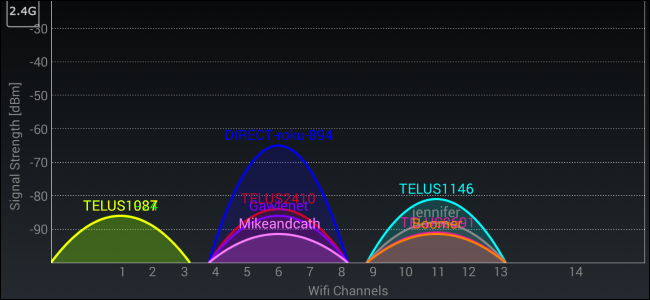 2.4G
-30
-40
-50
-60
-70
-80
-90
Signal Strength [dBm]
DIRECT-roku-894
TELUS1087
TELUS2410
Gawlenet
Mikeandcath
TELUS1146
jennifer
Boomer
1 2 3 4 5 6 7 8 9 10 11 12 13 14
Wifi Channels